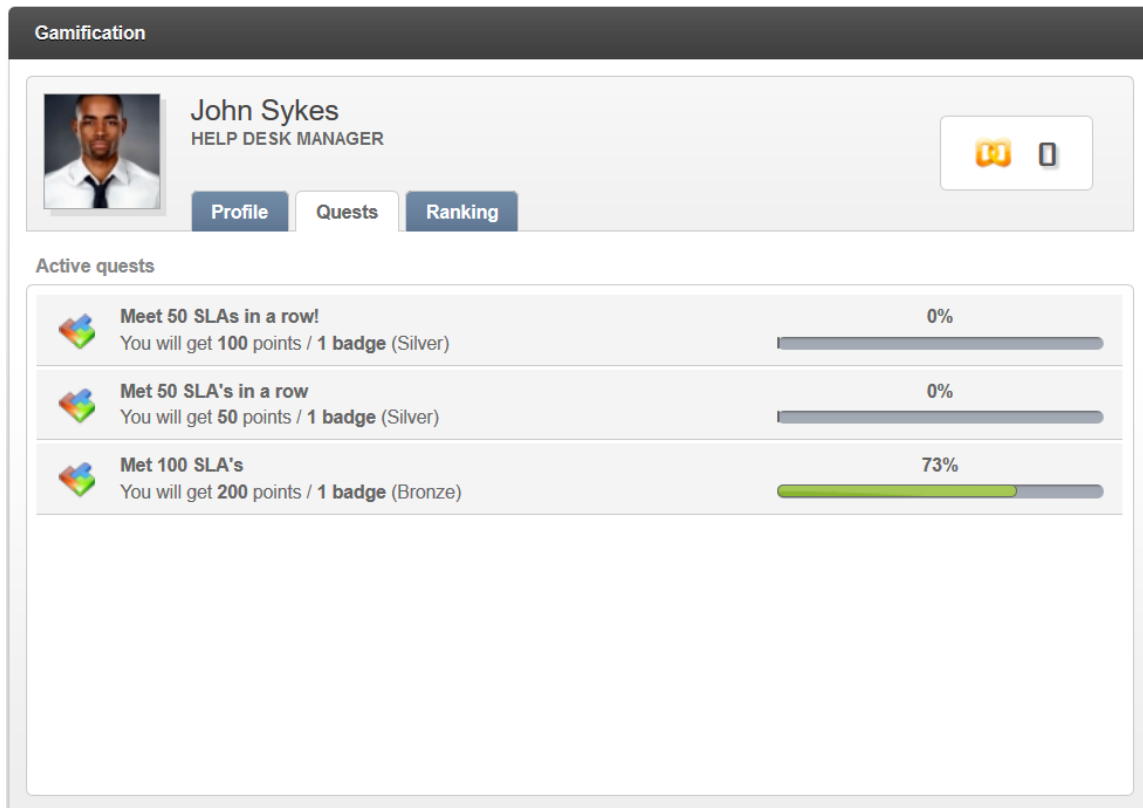 Gamification
John Sykes
HELP DESK MANAGER
0
Profile Quests Ranking
Active quests
Meet 50 SLAs in a row! 0%
You will get 100 points / 1 badge (Silver)
Met 50 SLA's in a row 0%
You will get 50 points / 1 badge (Silver)
Met 100 SLA's 73%
You will get 200 points / 1 badge (Bronze)